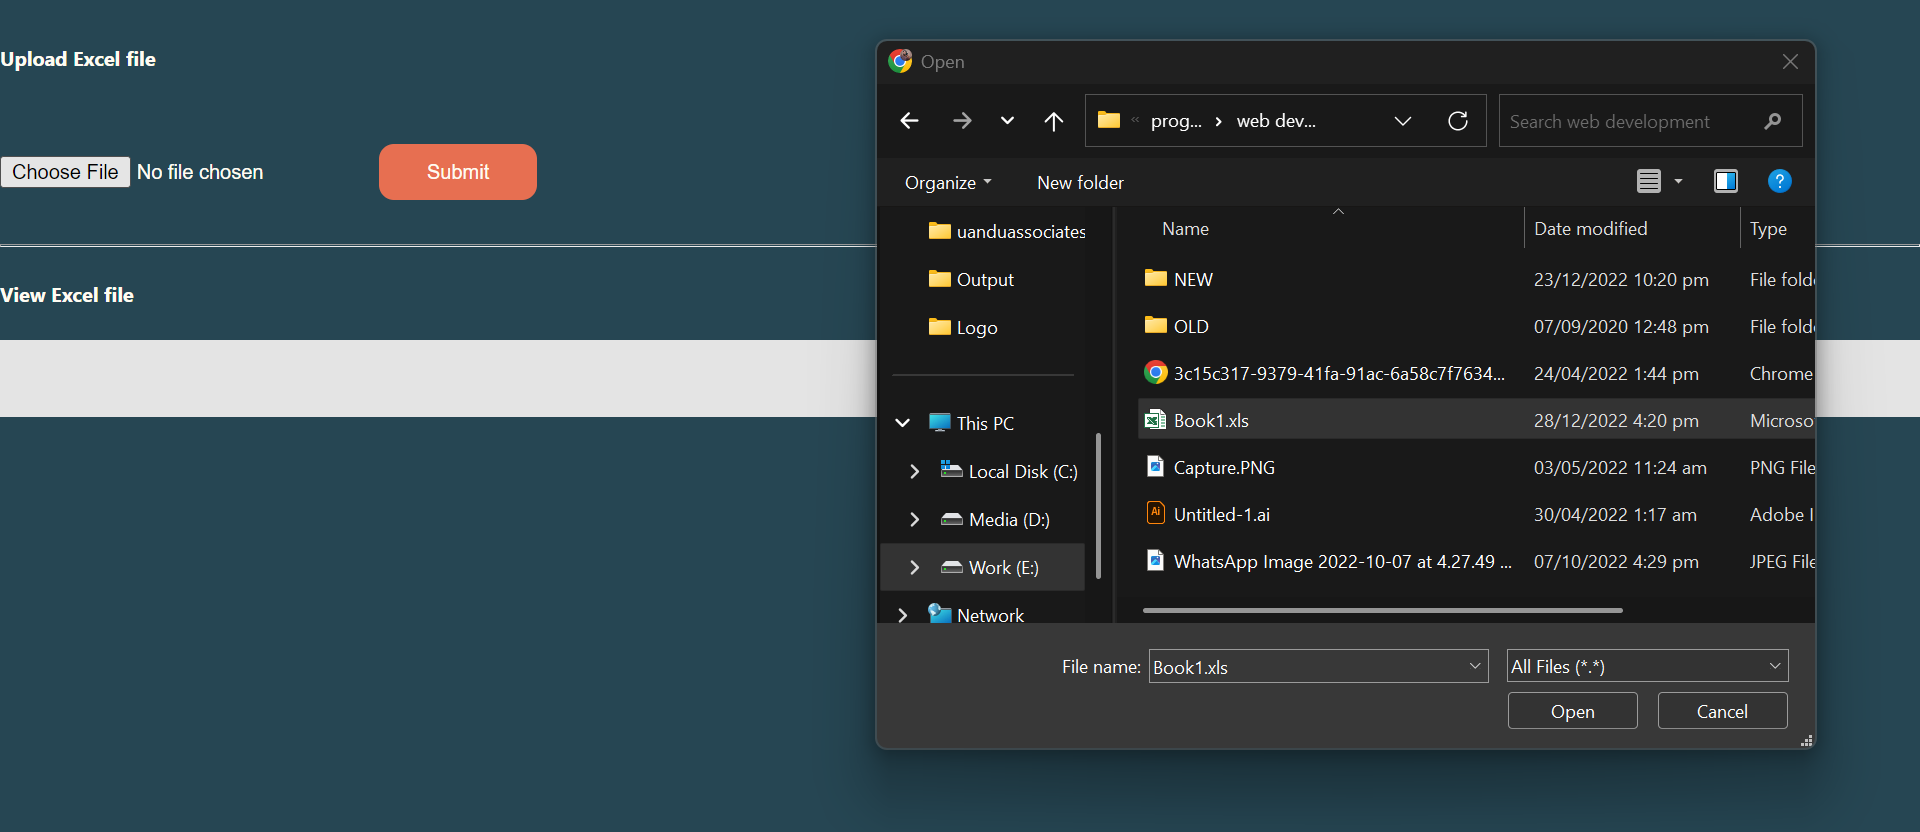 Upload Excel file
Choose File No file chosen
Submit
View Excel file
Open
« prog... › web dev...
Search web development
Organize
New folder
?
uanduassociates
Output
Logo
This PC
Local Disk (C:)
Media (D:)
Work (E:)
Network
Name Date modified Type
NEW 23/12/2022 10:20 pm File folde
OLD 07/09/2020 12:48 pm File folde
3c15c317-9379-41fa-91ac-6a58c7f7634... 24/04/2022 1:44 pm Chrome
Book1.xls 28/12/2022 4:20 pm Microso
Capture.PNG 03/05/2022 11:24 am PNG File
Ai Untitled-1.ai 30/04/2022 1:17 am Adobe I
WhatsApp Image 2022-10-07 at 4.27.49 ... 07/10/2022 4:29 pm JPEG File
File name: Book1.xls All Files (*.*)
Open Cancel